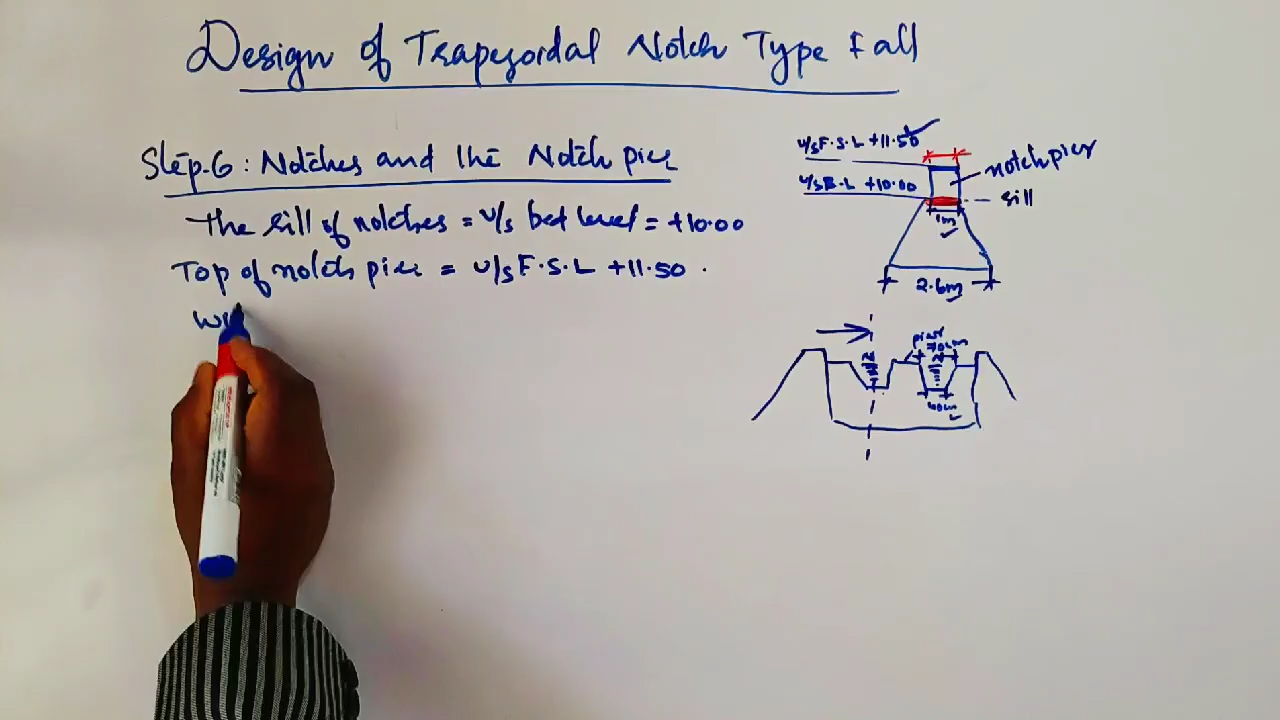 Design of Trapezoidal Notch Type Fall
Step.6: Notches and the Notch pier
The sill of notches = U/S bed level = +10.00
Top of notch pier = U/S F.S.L +11.50.
U/S F.S.L +11.50
U/S B.L +10.00
notch pier
sill
1m
2.6m
pier
70cm